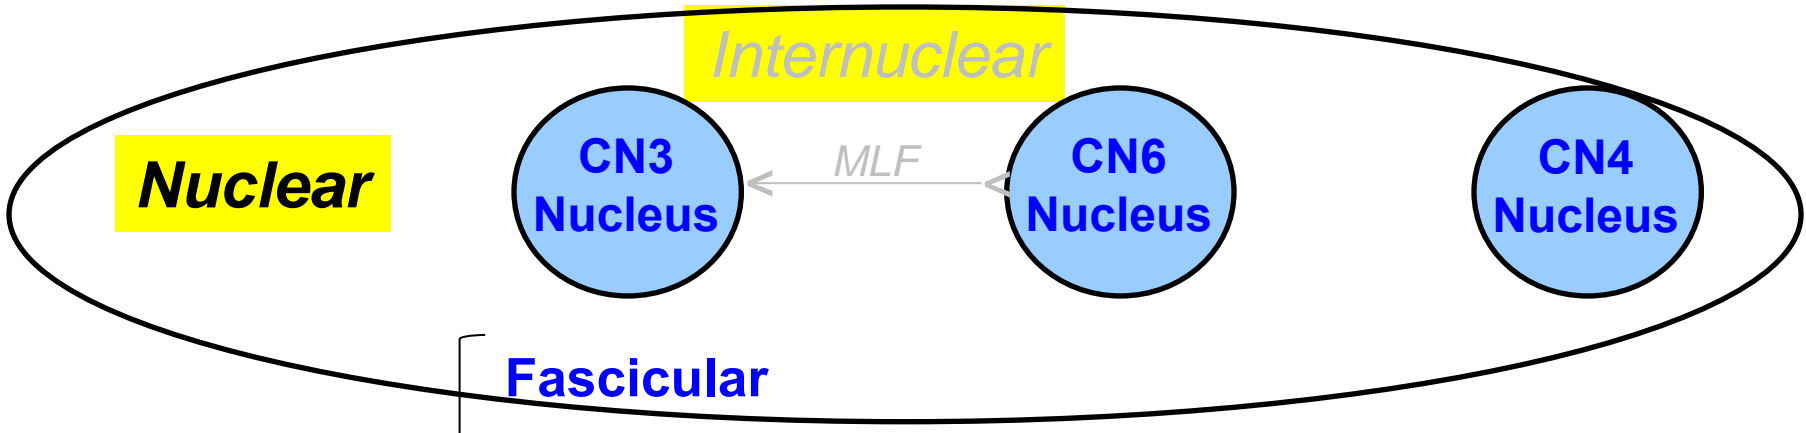 Internuclear
Nuclear
CN3
Nucleus
MLF
CN6
Nucleus
CN4
Nucleus
Fascicular